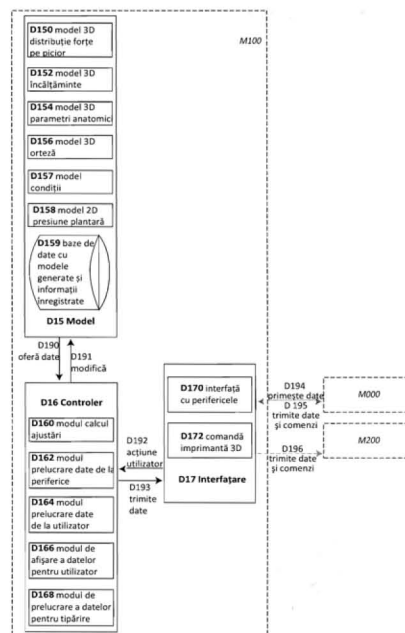 M100
D150 model 3D
distribuție forțe
pe picior
D152 model 3D
încălțăminte
D154 model 3D
parametri anatomici
D156 model 3D
orteză
D157 model
condiții
D158 model 2D
presiune plantară
D159 baze de
date cu
modele
generate și
informații
înregistrate
D15 Model
D190
oferă date
D191
modifică
D16 Controler
D160 modul calcul
ajustări
D162 modul
prelucrare date de la
periferice
D164 modul
prelucrare date
de la utilizator
D166 modul de
afișare a datelor
pentru utilizator
D168 modul de
prelucrare a datelor
pentru tipărire
D192
acțiune
utilizator
D193
trimite
date
D170 interfață
cu perifericele
D172 comandă
imprimantă 3D
D17 Interfațare
D194
primește date
D 195
trimite date
și comenzi
D196
trimite date
și comenzi
M000
M200